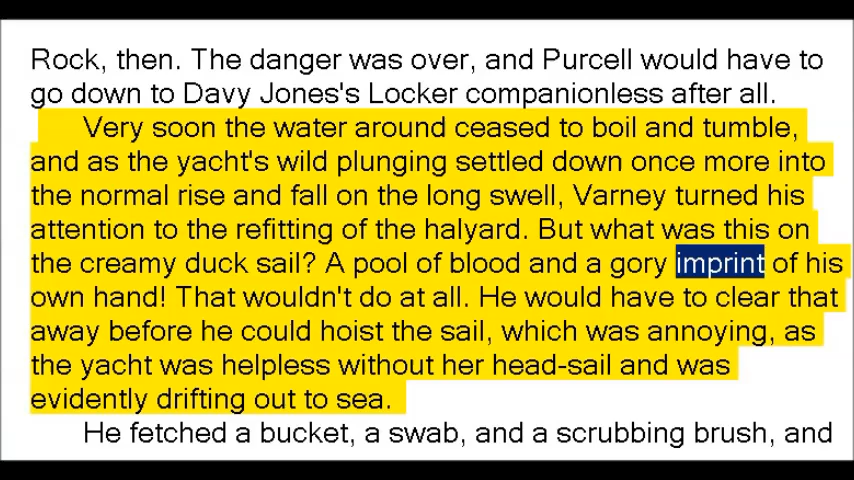 Rock, then. The danger was over, and Purcell would have to
go down to Davy Jones's Locker companionless after all.
Very soon the water around ceased to boil and tumble,
and as the yacht's wild plunging settled down once more into
the normal rise and fall on the long swell, Varney turned his
attention to the refitting of the halyard. But what was this on
the creamy duck sail? A pool of blood and a gory imprint of his
own hand! That wouldn't do at all. He would have to clear that
away before he could hoist the sail, which was annoying, as
the yacht was helpless without her head-sail and was
evidently drifting out to sea.
He fetched a bucket, a swab, and a scrubbing brush, and